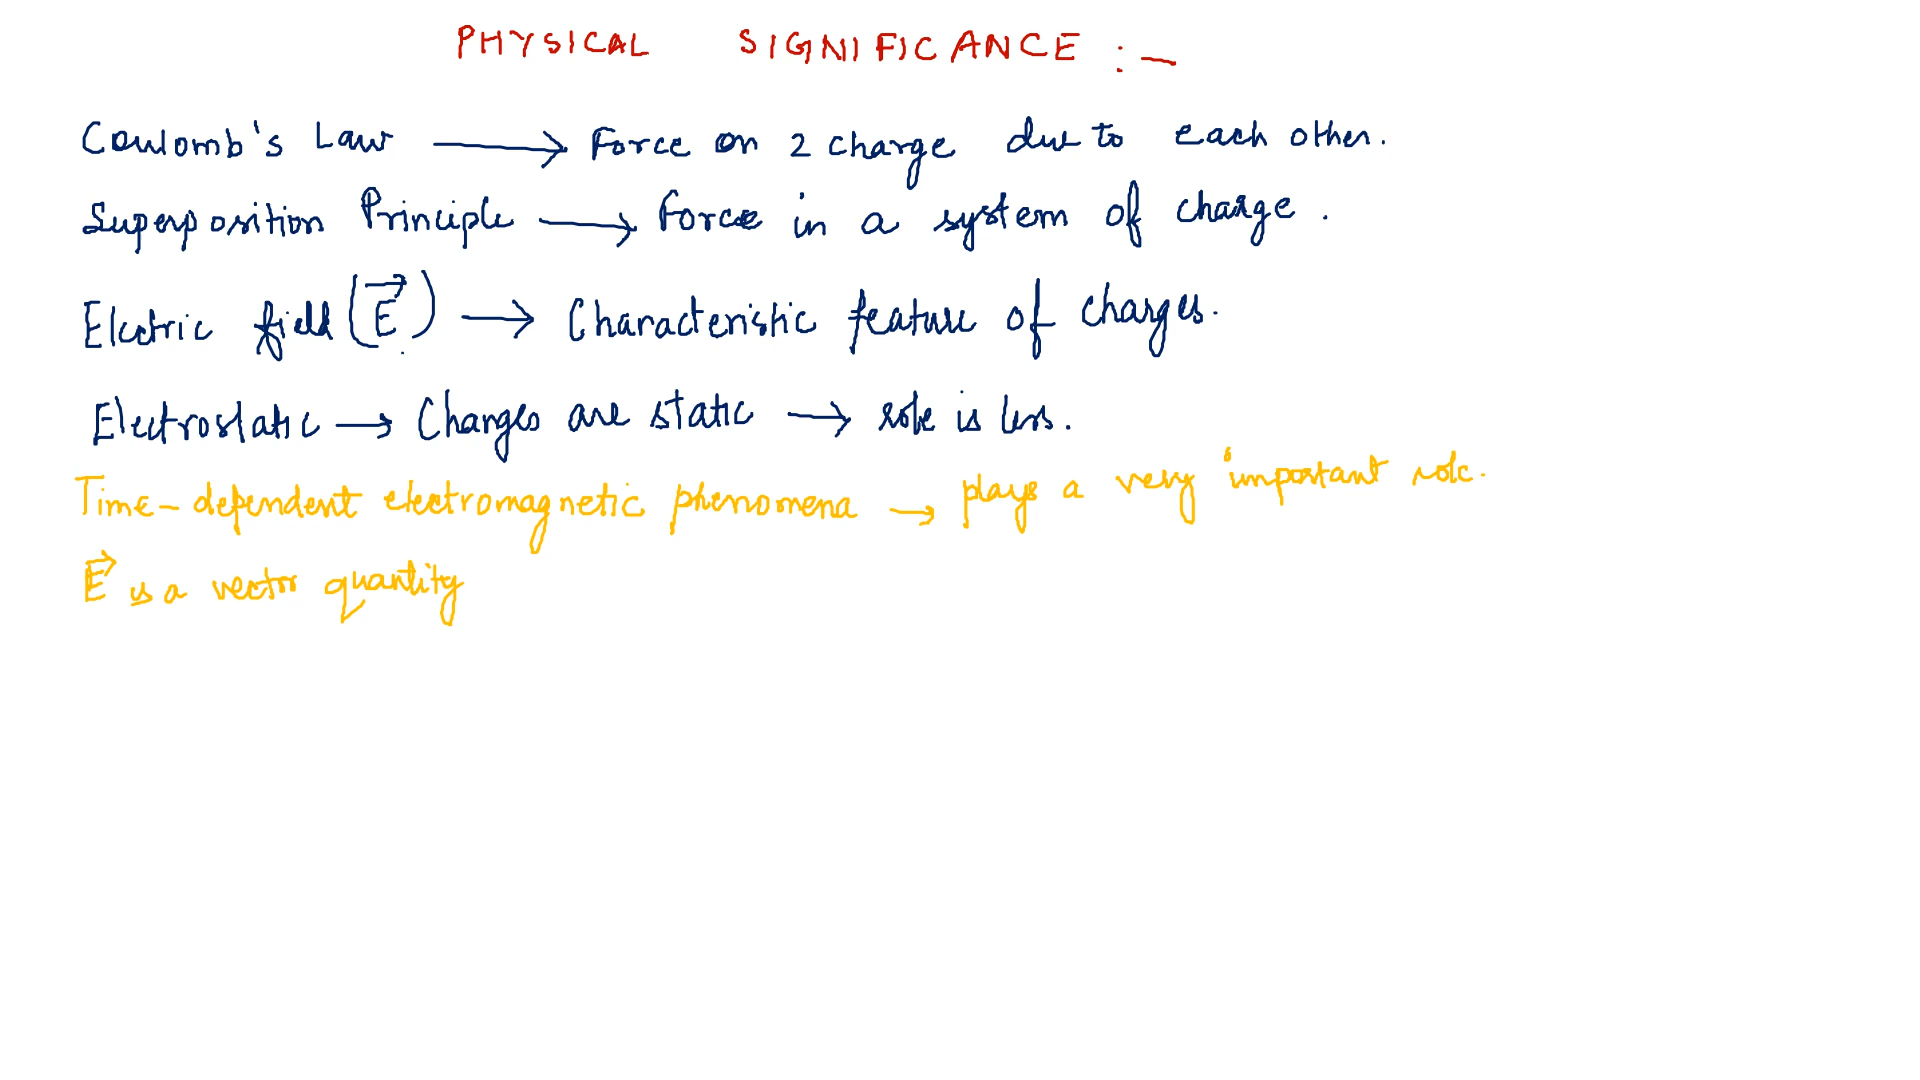 PHYSICAL SIGNIFICANCE :-
Coulomb's Law → Force on 2 charge due to each other.
Superposition Principle → Force in a system of charge.
Electric field (E⃗) → Characteristic feature of charges.
Electrostatic → Charges are static → role is less.
Time-dependent electromagnetic phenomena → plays a very important role.
E⃗ is a vector quantity